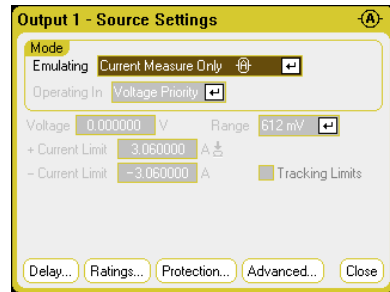 Output 1 - Source Settings (A)
Mode
Emulating Current Measure Only (A)
Operating In Voltage Priority
Voltage 0.000000 V Range 612 mV
+ Current Limit 3.060000 A
− Current Limit −3.060000 A Tracking Limits
Delay... Ratings... Protection... Advanced... Close